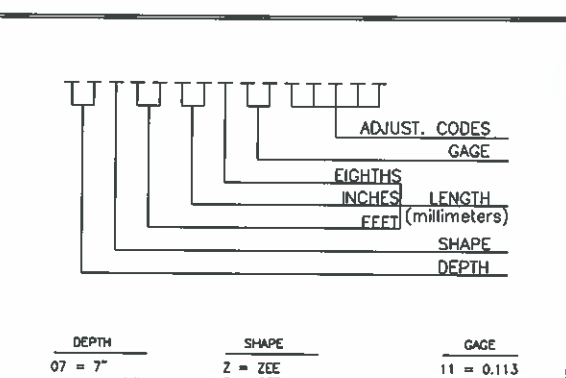 ADJUST. CODES
GAGE
EIGHTHS
INCHES LENGTH
FEET (millimeters)
SHAPE
DEPTH
DEPTH SHAPE GAGE
07 = 7" Z = ZEE 11 = 0.113